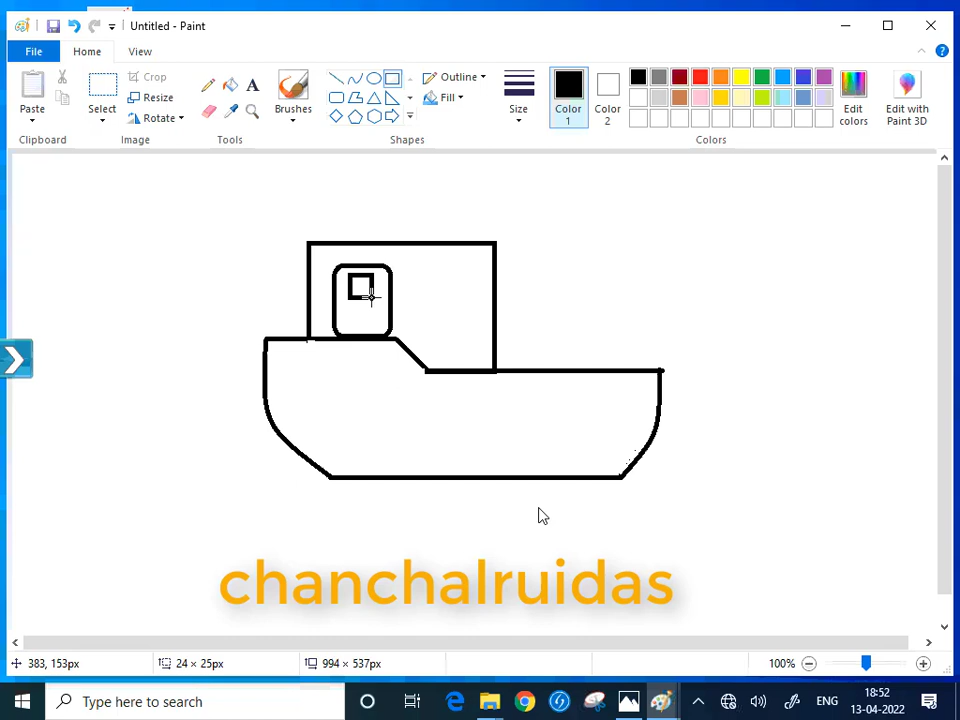 Untitled - Paint
File Home View
Paste
Clipboard
Select
Crop
Resize
Rotate
Image
A
Tools
Brushes
Outline
Fill
Shapes
Size
Color 1
Color 2
Colors
Edit colors
Edit with Paint 3D
chanchalruidas
383, 153px
24 × 25px
994 × 537px
100%
Type here to search
ENG
18:52
13-04-2022